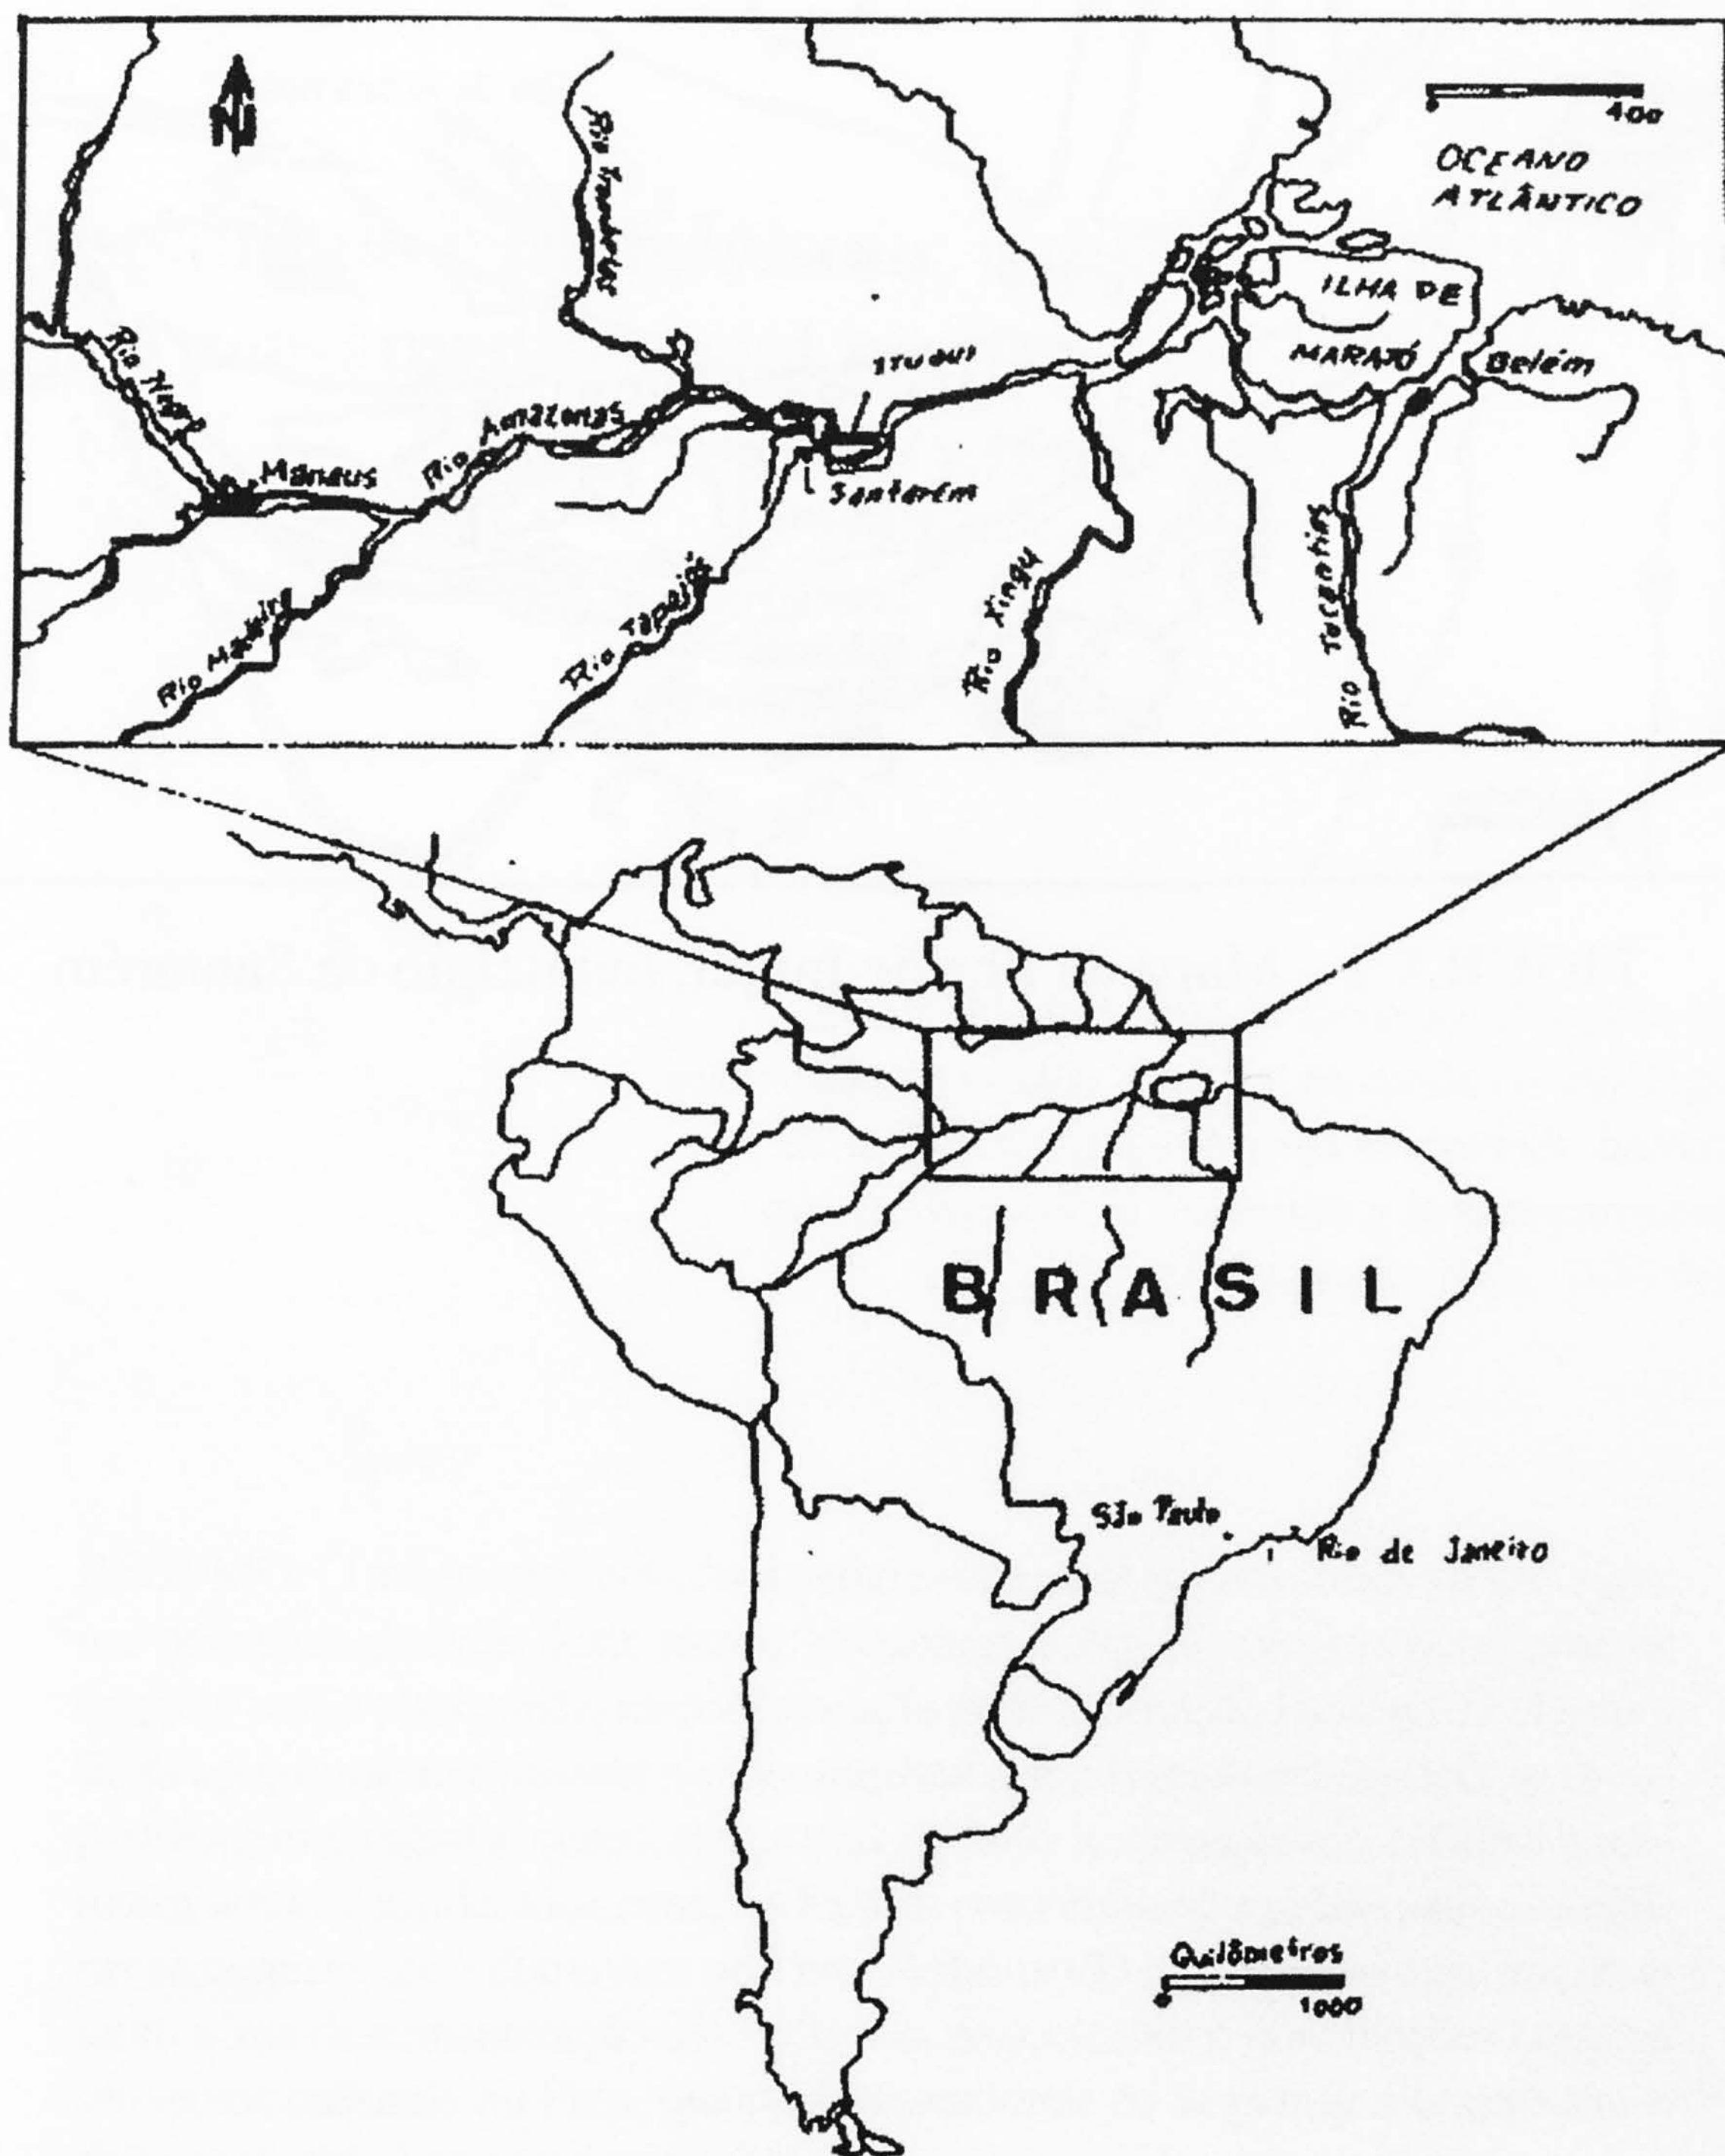 N
400
OCEANO
ATLÂNTICO
Rio Trombetas
ILHA DE
MARAJÓ
Belém
ITUQUI
Rio Negro
Rio Amazonas
Manaus
Santarém
Rio Madeira
Rio Tapajós
Rio Xingu
Rio Tocantins
BRASIL
São Paulo
Rio de Janeiro
Quilômetros
1000